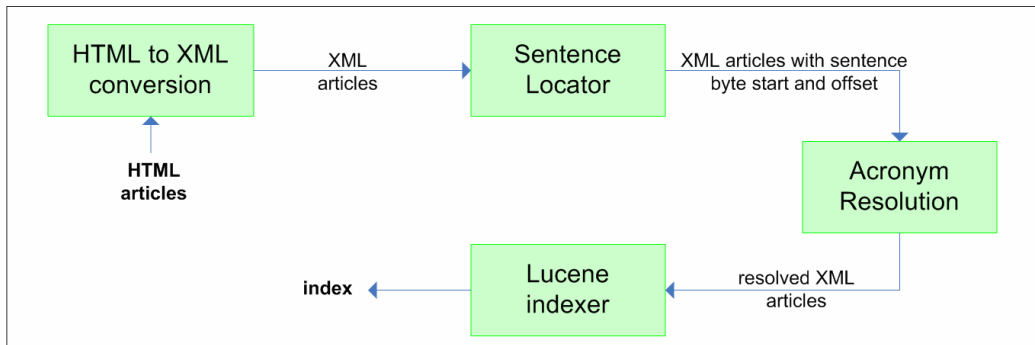 HTML to XML
conversion
XML
articles
Sentence
Locator
XML articles with sentence
byte start and offset
HTML
articles
Acronym
Resolution
resolved XML
articles
Lucene
indexer
index